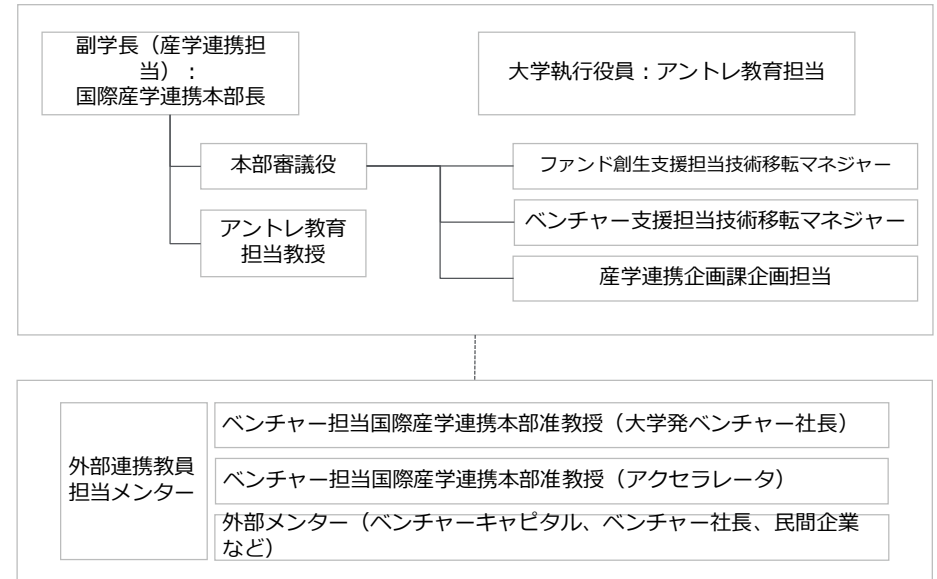 副学長（産学連携担
当）：
国際産学連携本部長
大学執行役員：アントレ教育担当
本部審議役
ファンド創生支援担当技術移転マネジャー
アントレ教育
担当教授
ベンチャー支援担当技術移転マネジャー
産学連携企画課企画担当
外部連携教員
担当メンター
ベンチャー担当国際産学連携本部准教授（大学発ベンチャー社長）
ベンチャー担当国際産学連携本部准教授（アクセラレータ）
外部メンター（ベンチャーキャピタル、ベンチャー社長、民間企業
など）